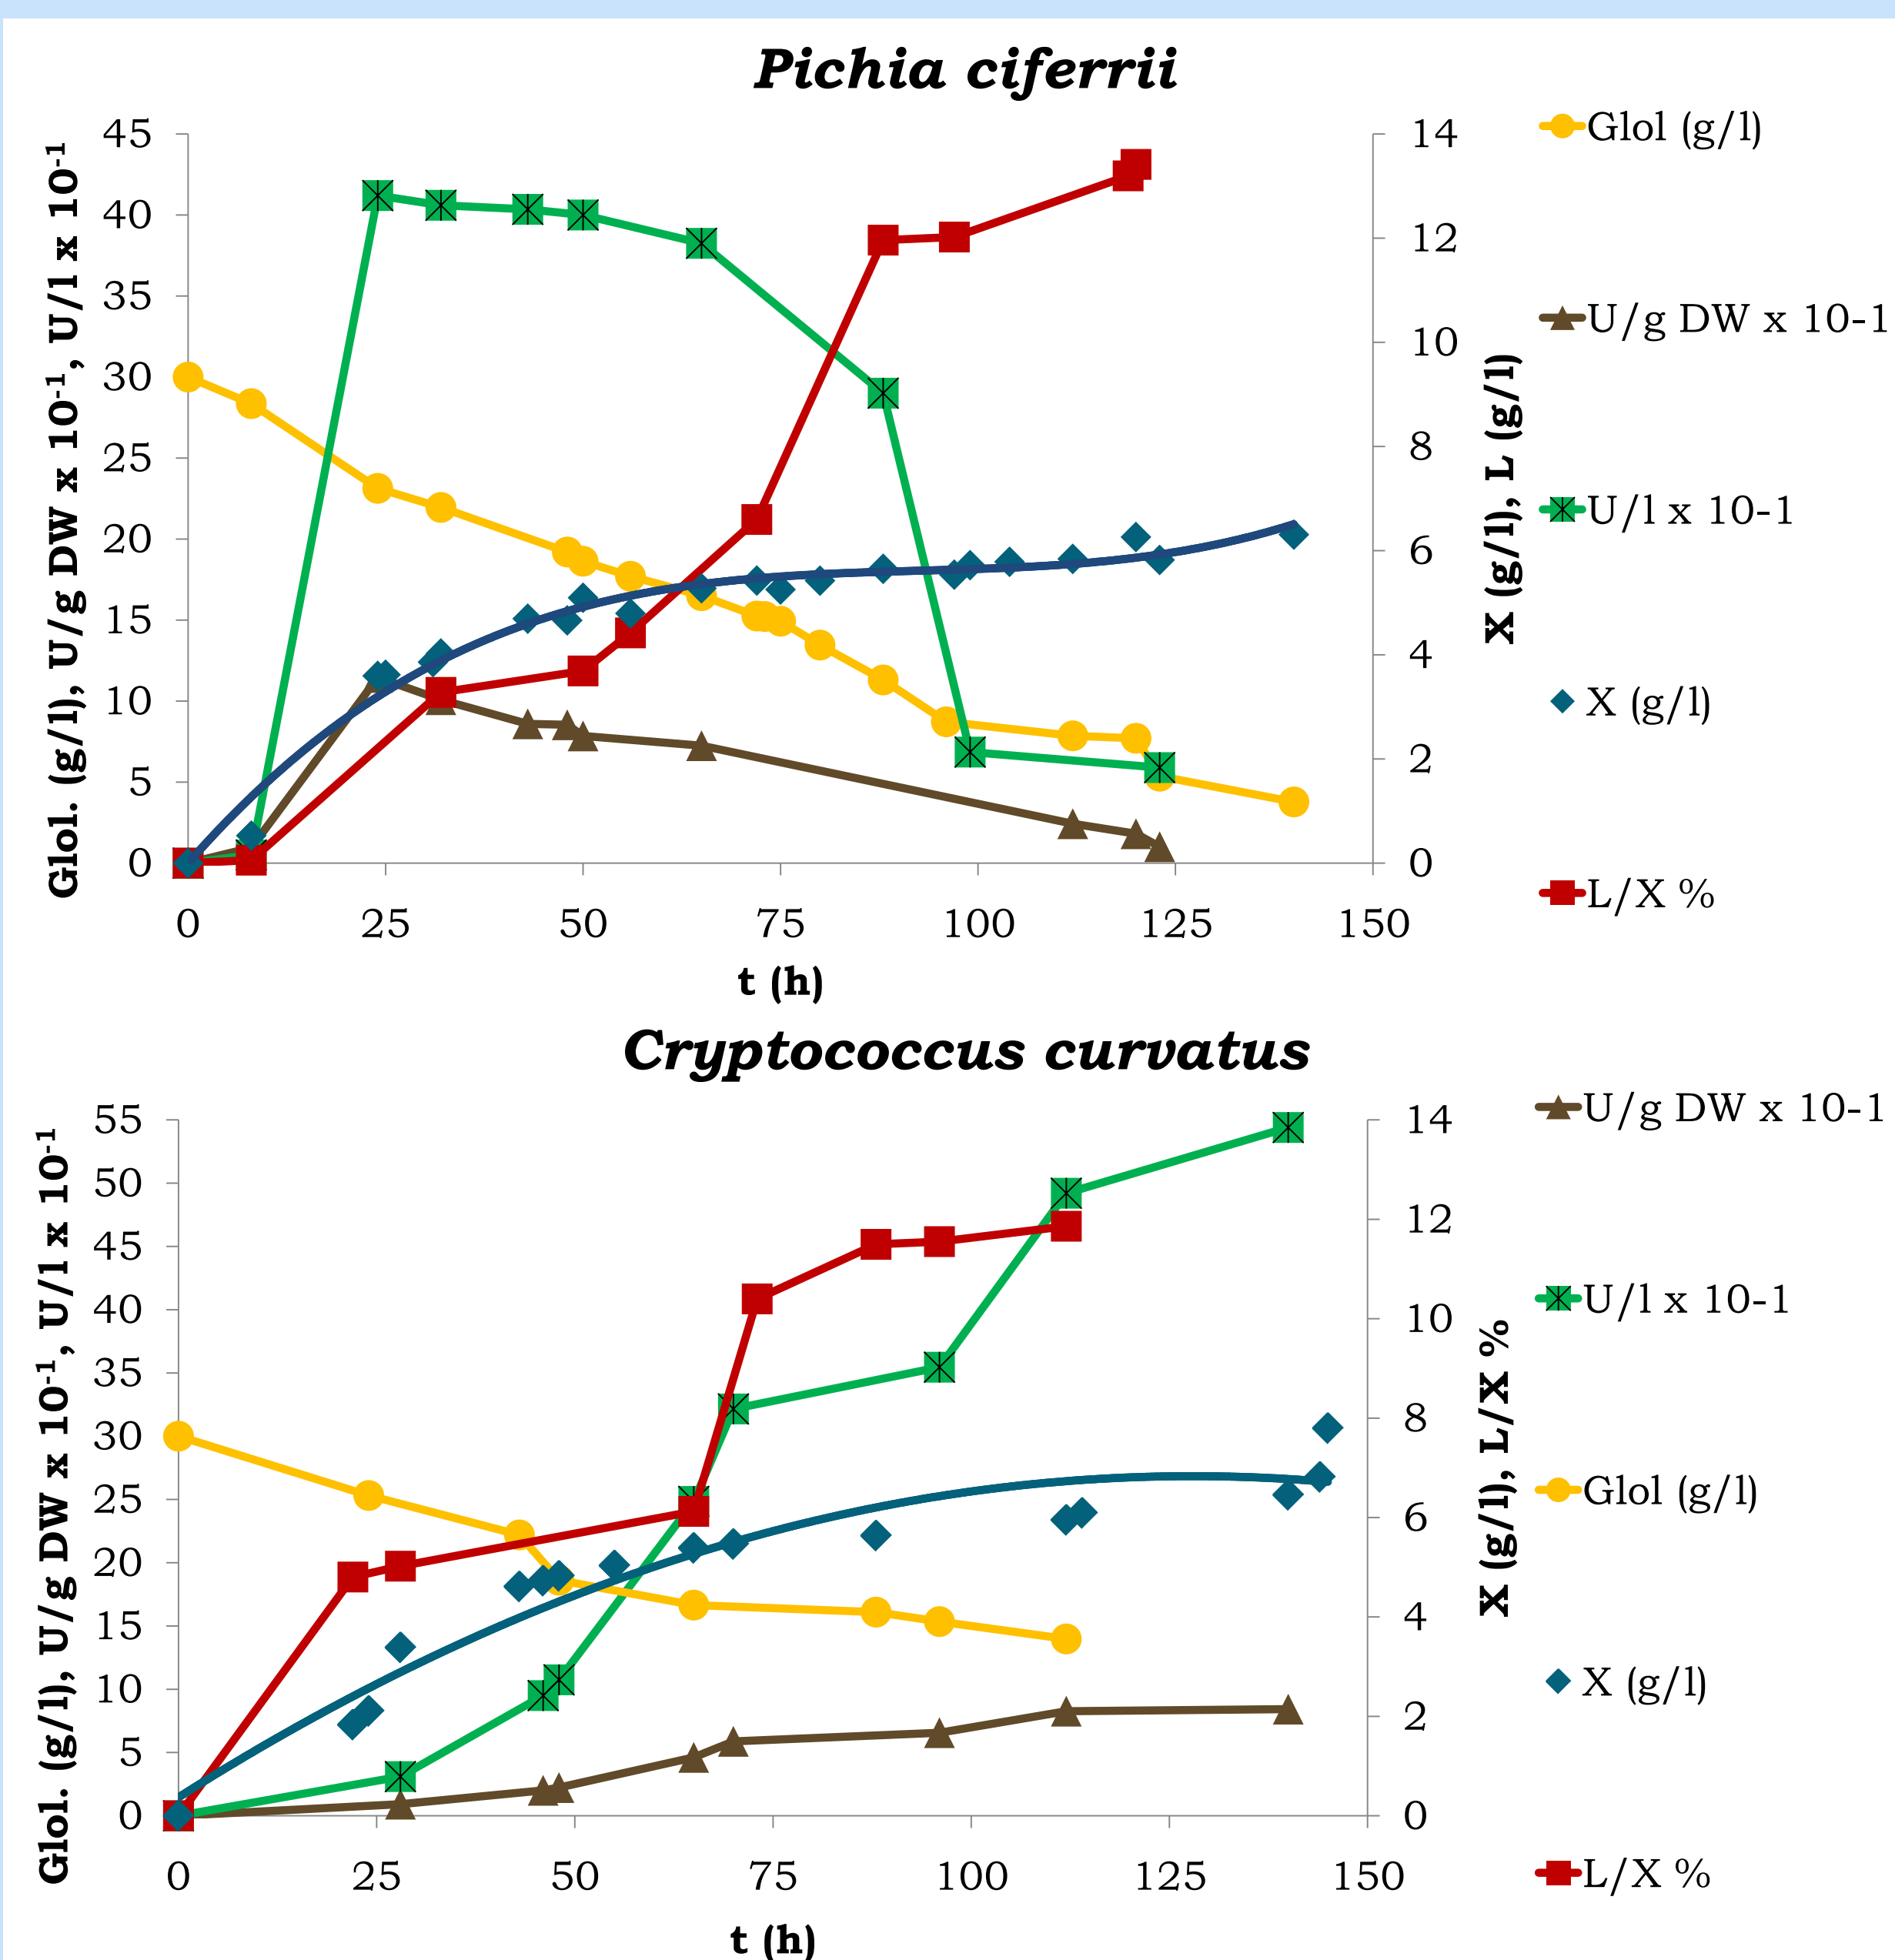 Pichia ciferrii
Glol. (g/l), U/g DW x 10-1, U/l x 10-1
45
40
35
30
25
20
15
10
5
0
14
12
10
8
6
4
2
0
X (g/l), L (g/l)
0 25 50 75 100 125 150
t (h)
Glol (g/l)
U/g DW x 10-1
U/l x 10-1
X (g/l)
L/X %
Cryptococcus curvatus
Glol. (g/l), U/g DW x 10-1, U/l x 10-1
55
50
45
40
35
30
25
20
15
10
5
0
14
12
10
8
6
4
2
0
X (g/l), L/X %
0 25 50 75 100 125 150
t (h)
U/g DW x 10-1
U/l x 10-1
Glol (g/l)
X (g/l)
L/X %